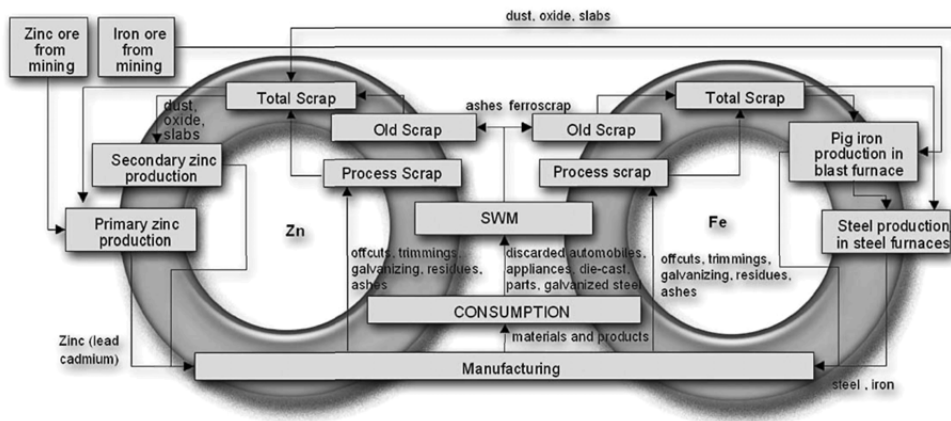 dust, oxide, slabs
Zinc ore
from
mining
Iron ore
from
mining
Total Scrap
Total Scrap
dust,
oxide,
slabs
Old Scrap
ashes ferroscrap
Old Scrap
Pig iron
production in
blast furnace
Secondary zinc
production
Process Scrap
Process scrap
Primary zinc
production
Zn
SWM
Fe
Steel production
in steel furnaces
offcuts, trimmings,
galvanizing, residues,
ashes
discarded automobiles,
appliances, die-cast,
parts, galvanized steel
offcuts, trimmings,
galvanizing, residues,
ashes
CONSUMPTION
Zinc (lead
cadmium)
materials and products
Manufacturing
steel , iron